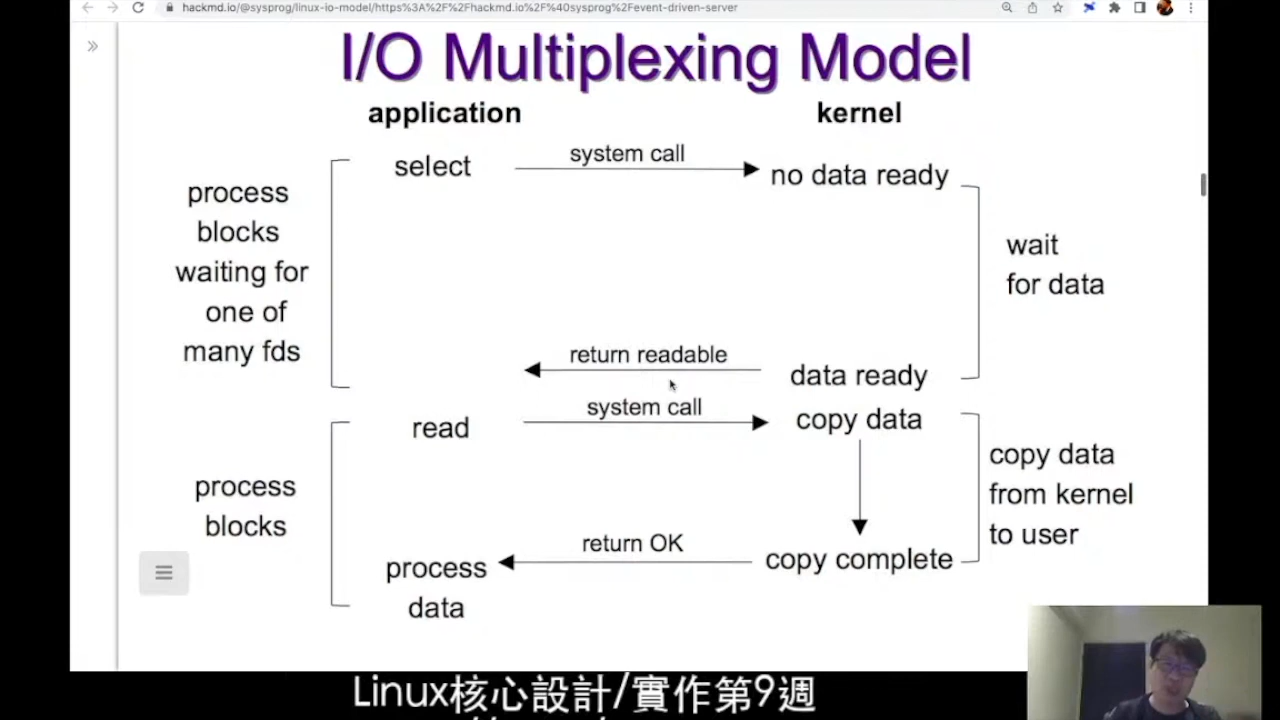 hackmd.io/@sysprog/linux-io-model/https%3A%2F%2Fhackmd.io%2F%40sysprog%2Fevent-driven-server
I/O Multiplexing Model
application
kernel
select
system call
no data ready
process
blocks
waiting for
one of
many fds
wait
for data
return readable
data ready
system call
read
copy data
process
blocks
copy data
from kernel
to user
return OK
copy complete
process
data
Linux核心設計/實作第9週